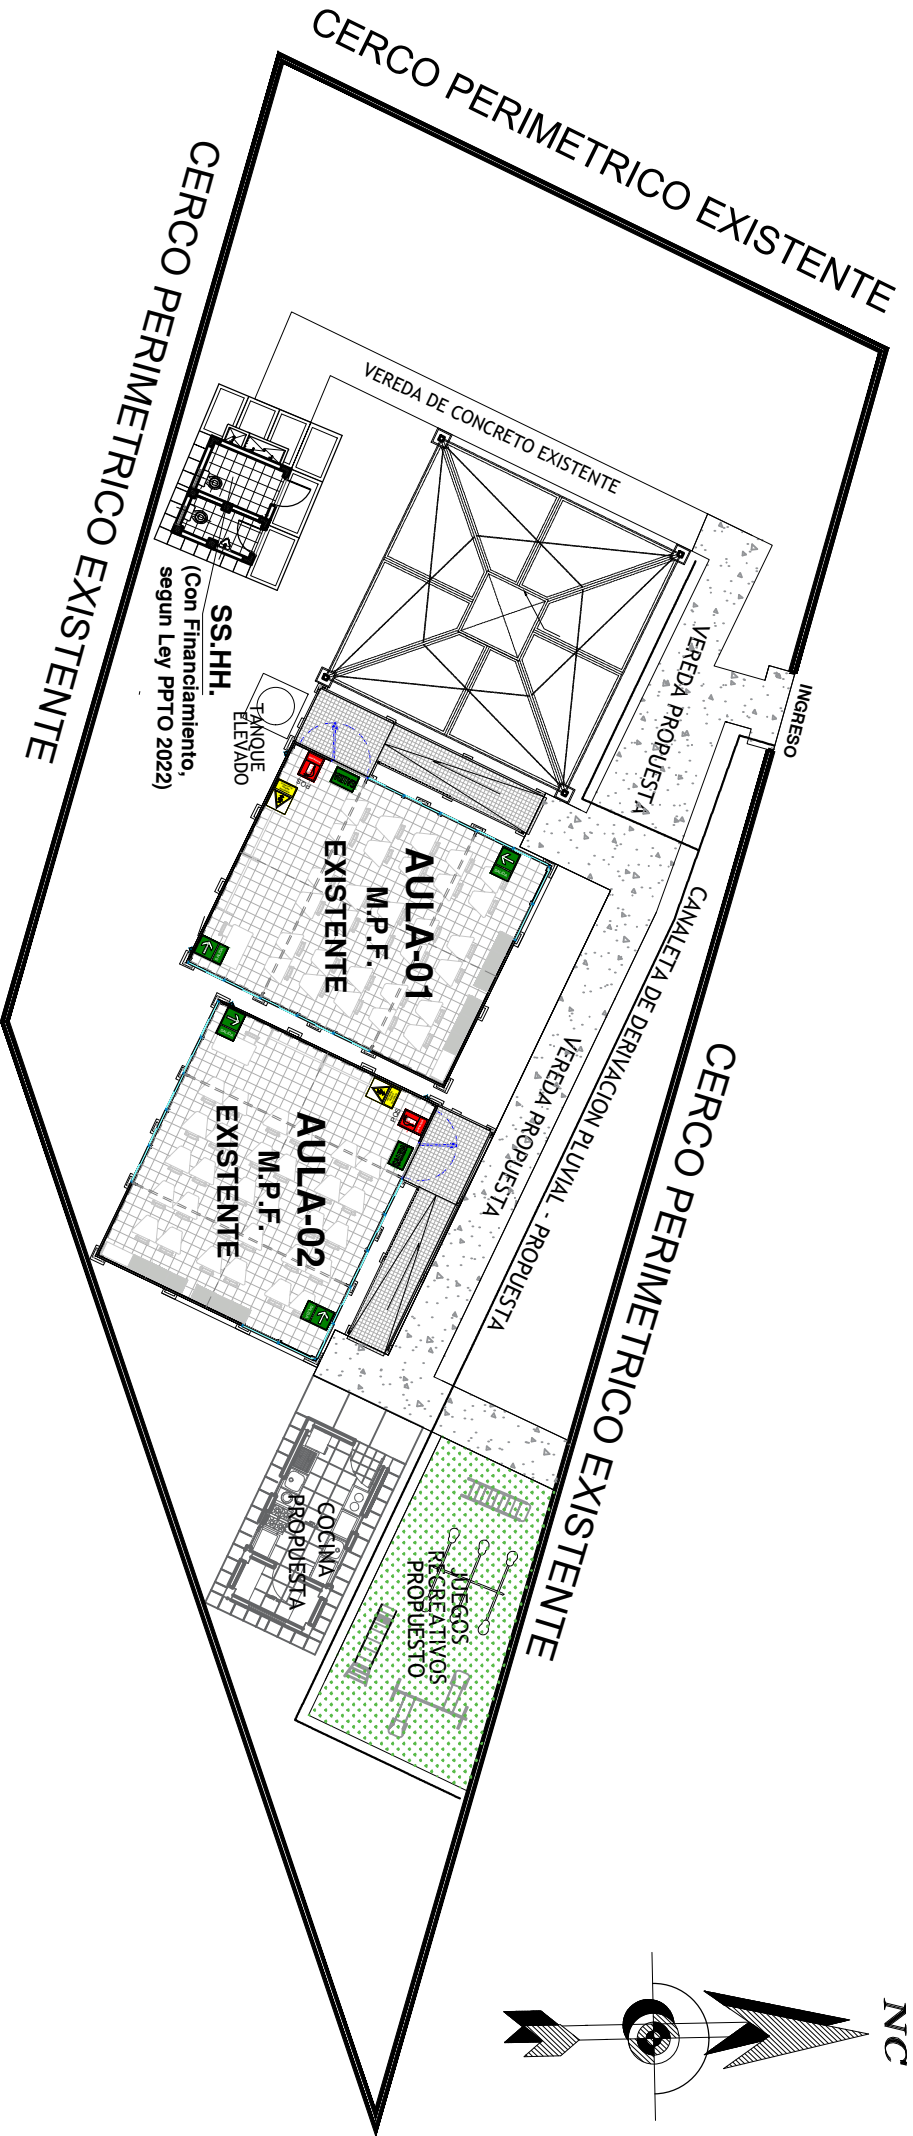 CERCO PERIMETRICO EXISTENTE
CERCO PERIMETRICO EXISTENTE
VEREDA DE CONCRETO EXISTENTE
SS.HH.
(Con Financiamiento,
segun Ley PPTO 2022)
TANQUE
ELEVADO
VEREDA PROPUESTA
INGRESO
AULA-01
M.P.F.
EXISTENTE
CANALETA DE DERIVACION PLUVIAL - PROPUESTA
VEREDA PROPUESTA
CERCO PERIMETRICO EXISTENTE
AULA-02
M.P.F.
EXISTENTE
COCINA
PROPUESTA
JUEGOS
RECREATIVOS
PROPUESTO
NC